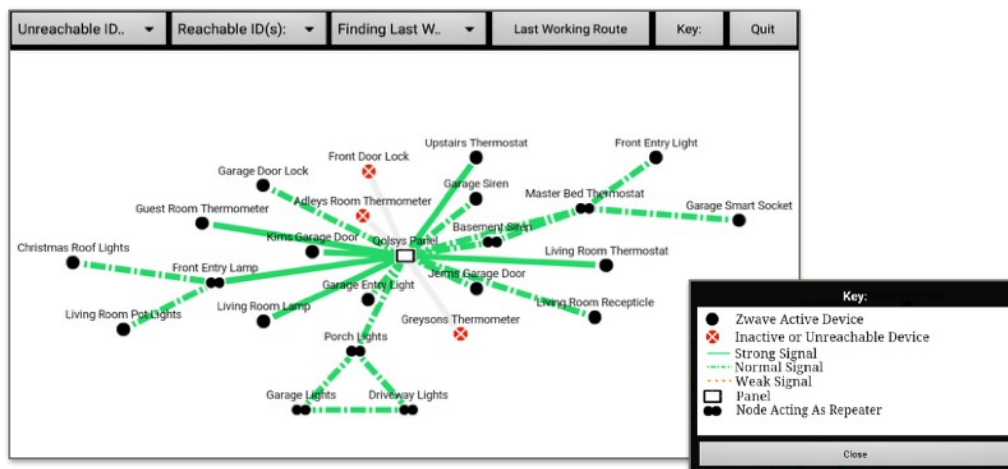 Unreachable ID..
Reachable ID(s):
Finding Last W..
Last Working Route
Key:
Quit
Upstairs Thermostat
Front Entry Light
Front Door Lock
Garage Door Lock
Garage Siren
Master Bed Thermostat
Adleys Room Thermometer
Guest Room Thermometer
Garage Smart Socket
Basement Siren
Kims Garage Door
Qolsys Panel
Christmas Roof Lights
Living Room Thermostat
Front Entry Lamp
Jerms Garage Door
Garage Entry Light
Living Room Pot Lights
Living Room Lamp
Living Room Recepticle
Greysons Thermometer
Porch Lights
Garage Lights
Driveway Lights
Key:
Zwave Active Device
Inactive or Unreachable Device
Strong Signal
Normal Signal
Weak Signal
Panel
Node Acting As Repeater
Close